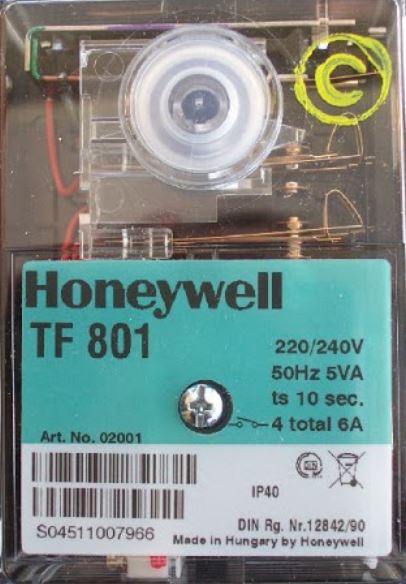 C
Honeywell
TF 801
220/240V
50Hz 5VA
ts 10 sec.
4 total 6A
Art. No. 02001
IP40
S04511007966
DIN Rg. Nr.12842/90
Made in Hungary by Honeywell